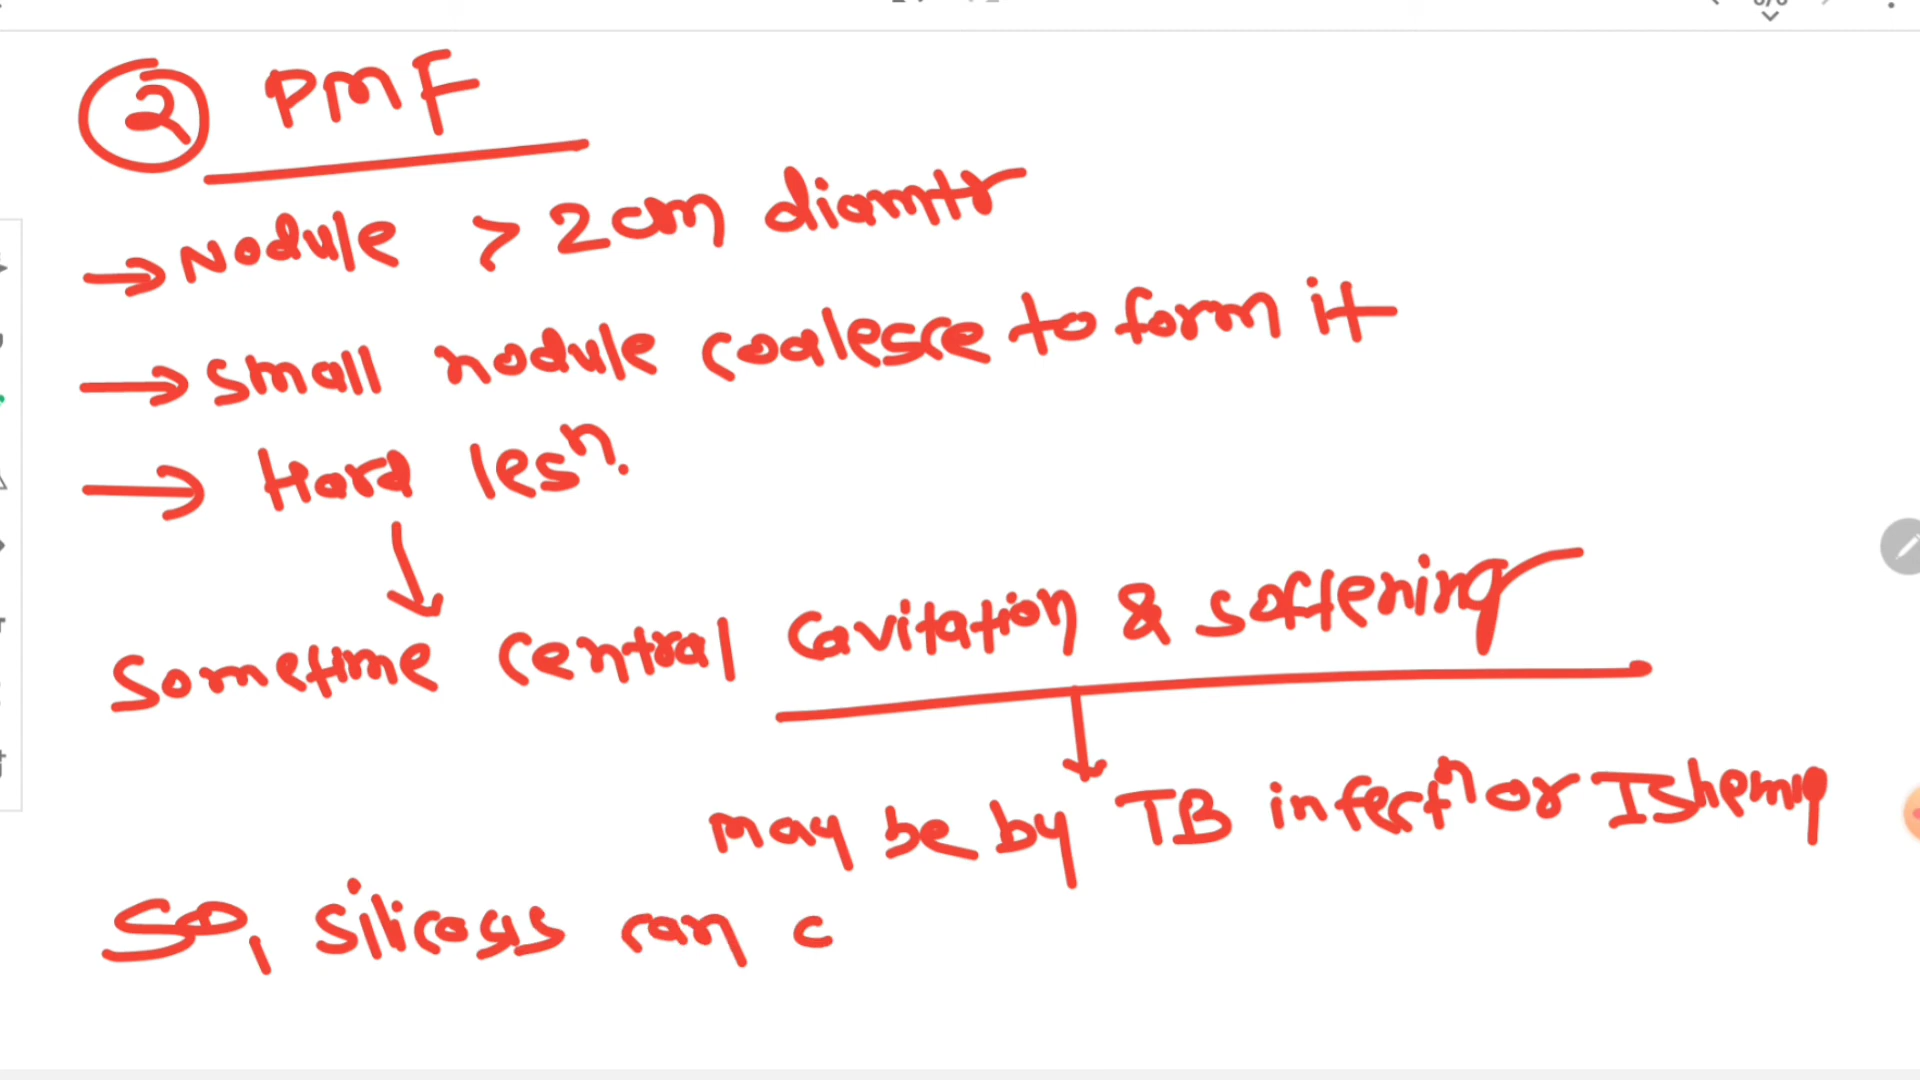 2 PMF
→ Nodule > 2cm diamtr
→ small nodule coalesce to form it
→ Hard lesⁿ.
↓
Sometime central cavitation & softening
↓
may be by TB infectⁿ or Ishemia
So, silicosis can c